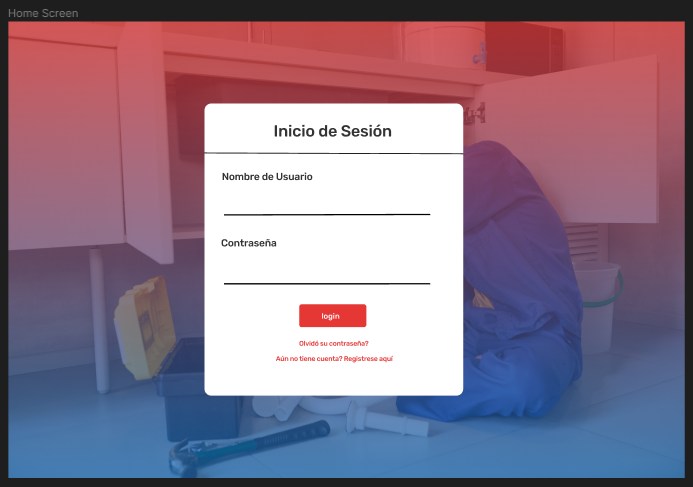 Home Screen
Inicio de Sesión
Nombre de Usuario
Contraseña
login
Olvidó su contraseña?
Aún no tiene cuenta? Registrese aquí